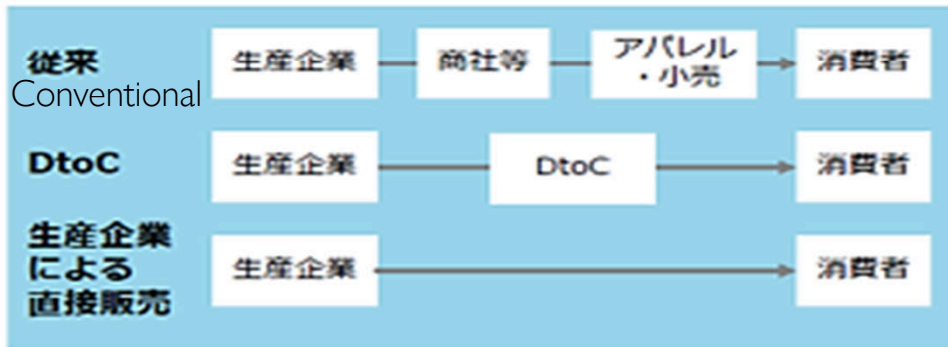 従来
Conventional
生産企業
商社等
アパレル
・小売
消費者
DtoC
生産企業
DtoC
消費者
生産企業
による
直接販売
生産企業
消費者